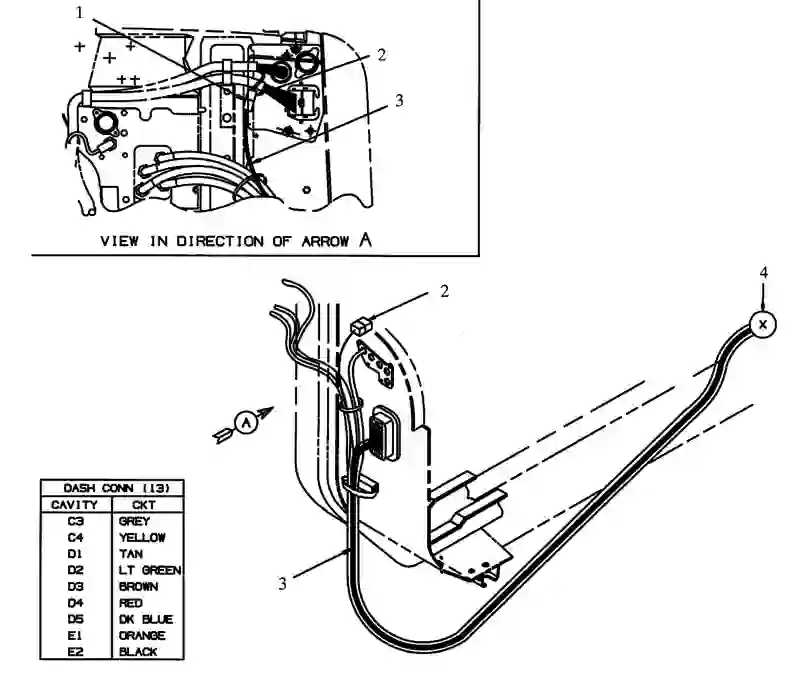 1
2
3
VIEW IN DIRECTION OF ARROW A
4
2
X
A
3
DASH CONN (13)
CAVITY CKT
C3 GREY
C4 YELLOW
D1 TAN
D2 LT GREEN
D3 BROWN
D4 RED
D5 DK BLUE
E1 ORANGE
E2 BLACK